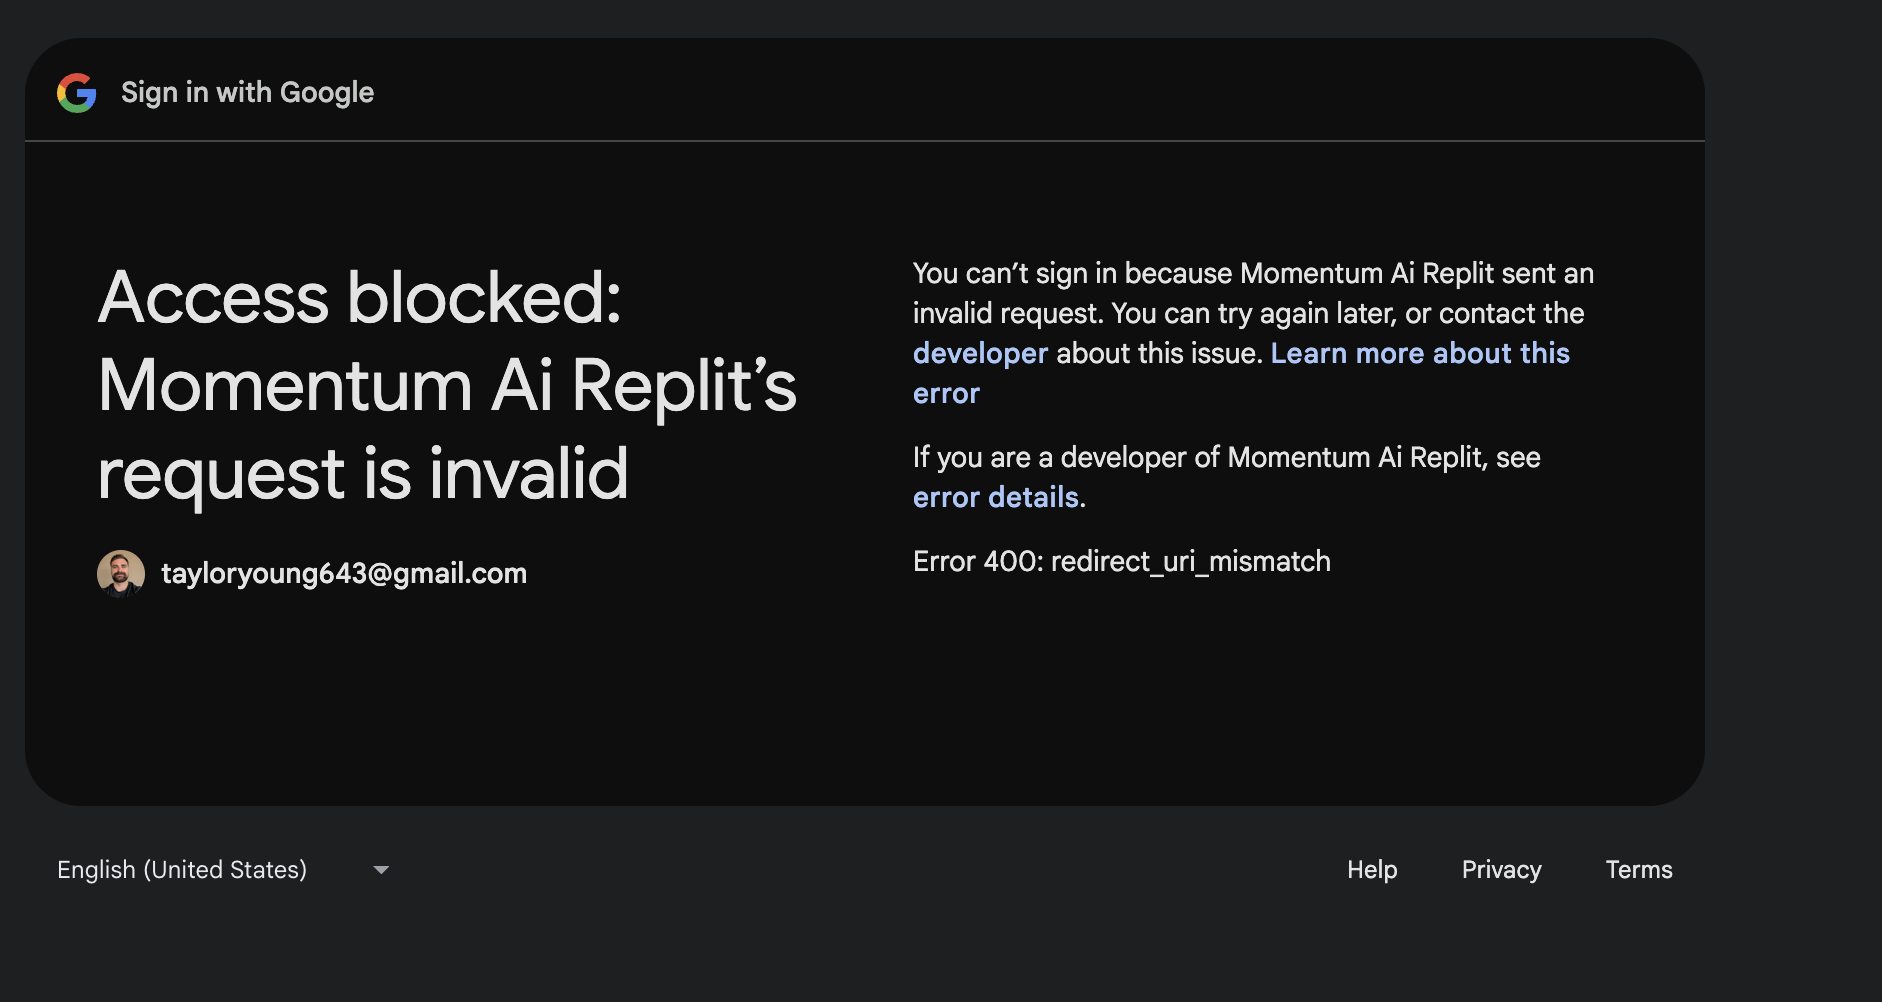 Sign in with Google
Access blocked:
Momentum Ai Replit’s
request is invalid
tayloryoung643@gmail.com
You can’t sign in because Momentum Ai Replit sent an
invalid request. You can try again later, or contact the
developer about this issue. Learn more about this
error
If you are a developer of Momentum Ai Replit, see
error details.
Error 400: redirect_uri_mismatch
English (United States)
Help Privacy Terms